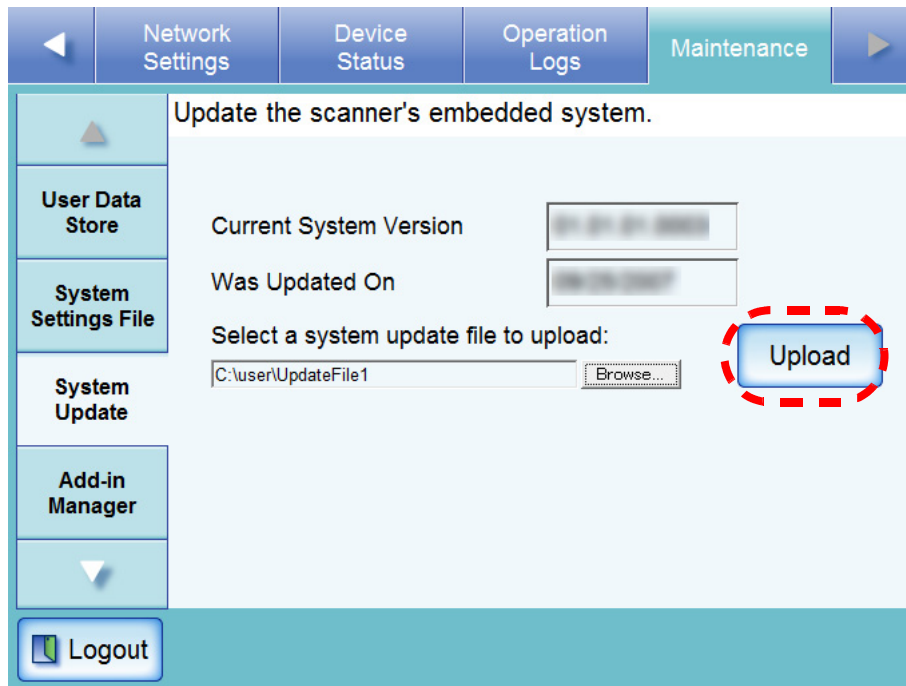 Network
Settings
Device
Status
Operation
Logs
Maintenance
Update the scanner's embedded system.
User Data
Store
System
Settings File
System
Update
Add-in
Manager
Current System Version
Was Updated On
Select a system update file to upload:
C:\user\UpdateFile1
Browse...
Upload
Logout